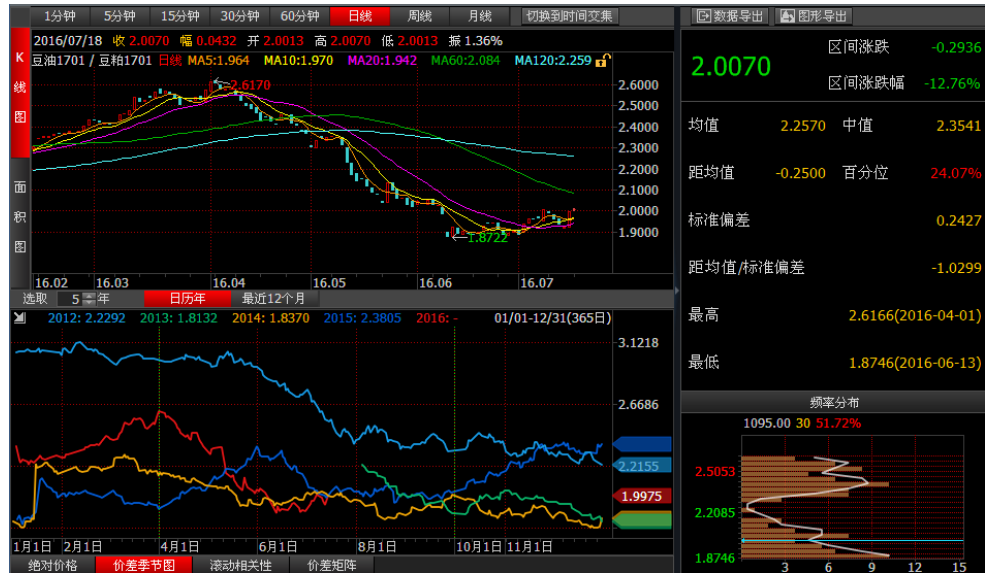 1分钟 5分钟 15分钟 30分钟 60分钟 日线 周线 月线 切换到时间交集
2016/07/18 收2.0070 幅0.0432 开2.0013 高2.0070 低2.0013 振1.36%
豆油1701 / 豆粕1701 日线 MA5:1.964 MA10:1.970 MA20:1.942 MA60:2.084 MA120:2.259
K线图
面积图
2.6170
1.8722
2.6000
2.5000
2.4000
2.3000
2.2000
2.1000
2.0000
1.9000
16.02 16.03 16.04 16.05 16.06 16.07
选取 5 年 日历年 最近12个月
2012: 2.2292 2013: 1.8132 2014: 1.8370 2015: 2.3805 2016: - 01/01-12/31(365日)
3.1218
2.6686
2.2155
1.9975
1月1日 2月1日 4月1日 6月1日 8月1日 10月1日 11月1日
绝对价格 价差季节图 滚动相关性 价差矩阵
数据导出 图形导出
2.0070
区间涨跌 -0.2936
区间涨跌幅 -12.76%
均值 2.2570 中值 2.3541
距均值 -0.2500 百分位 24.07%
标准偏差 0.2427
距均值/标准偏差 -1.0299
最高 2.6166(2016-04-01)
最低 1.8746(2016-06-13)
频率分布
1095.00 30 51.72%
2.5053
2.2085
1.8746
3 6 9 12 15